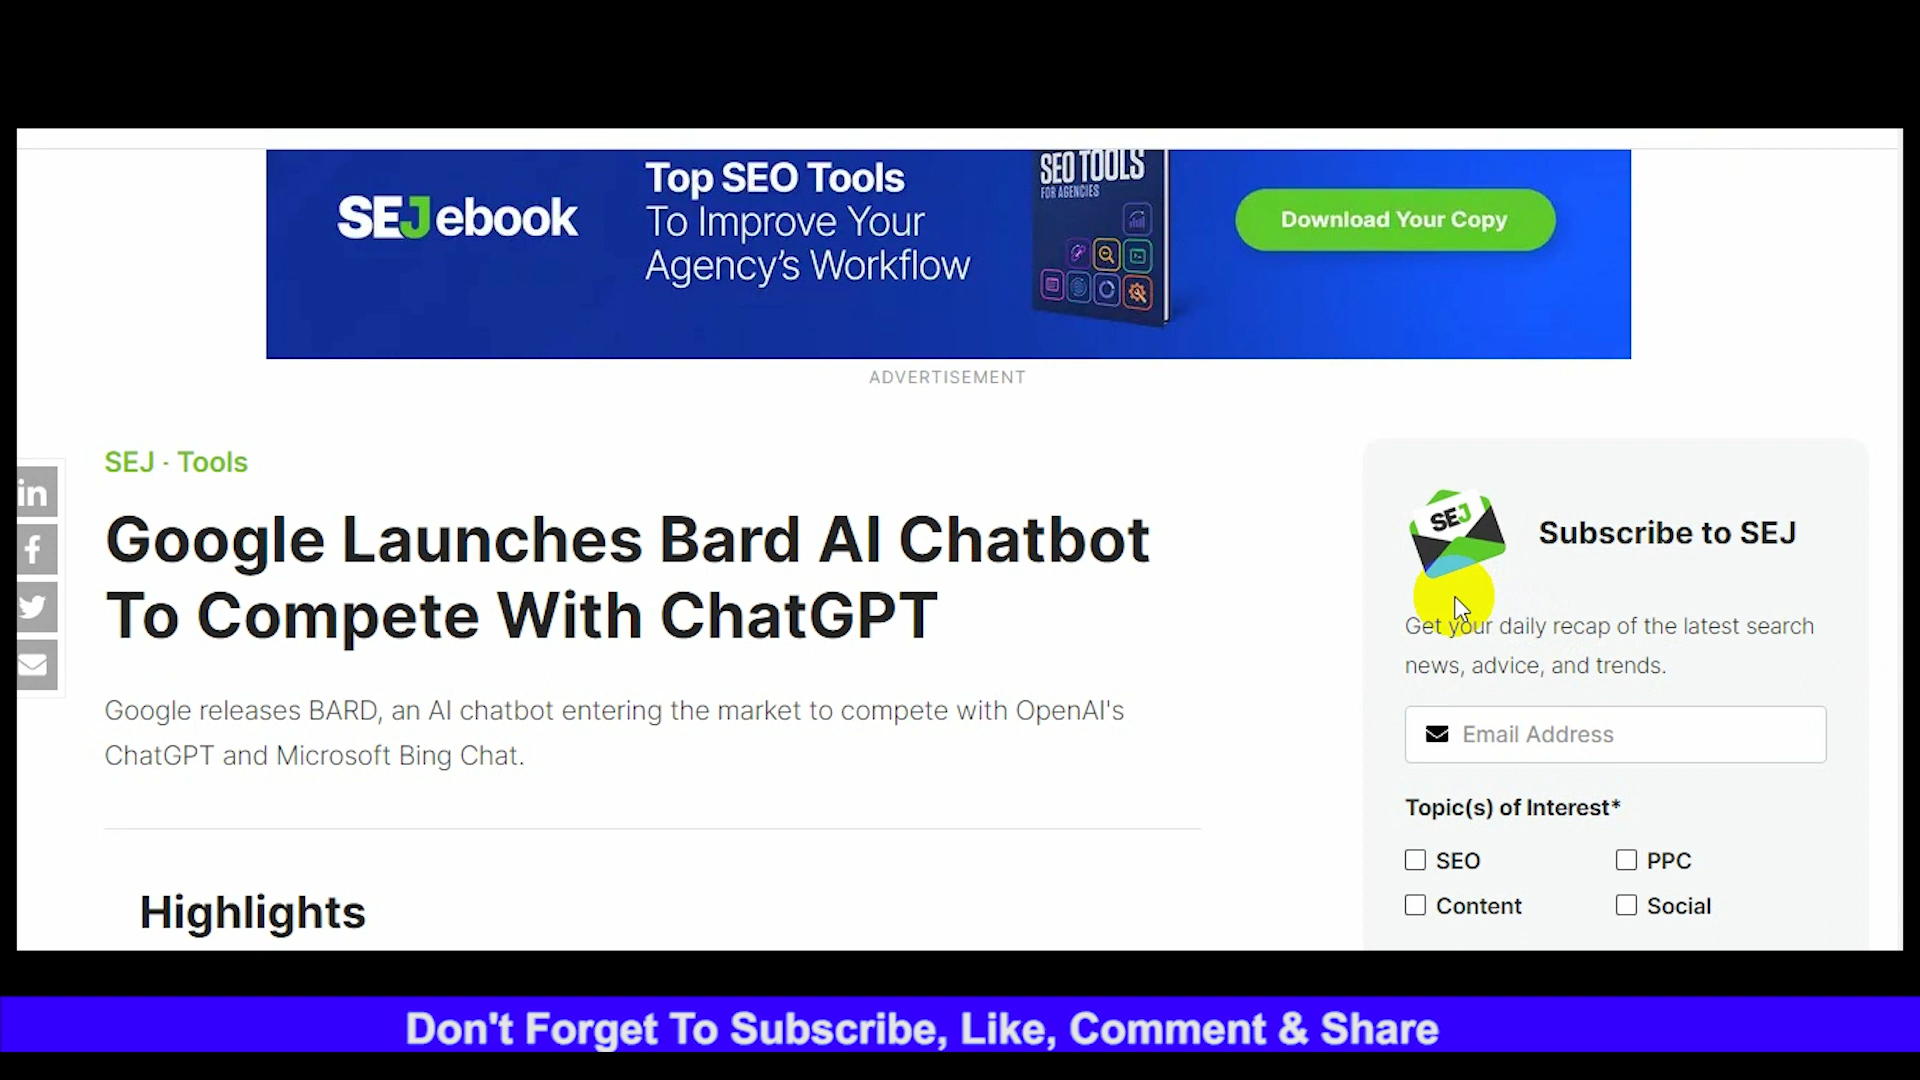 SEJ ebook
Top SEO Tools
To Improve Your
Agency's Workflow
SEO TOOLS
FOR AGENCIES
Download Your Copy
ADVERTISEMENT
SEJ · Tools
Google Launches Bard AI Chatbot
To Compete With ChatGPT
Google releases BARD, an AI chatbot entering the market to compete with OpenAI's
ChatGPT and Microsoft Bing Chat.
Highlights
in
f
SEJ
Subscribe to SEJ
Get your daily recap of the latest search
news, advice, and trends.
Email Address
Topic(s) of Interest*
SEO
PPC
Content
Social
Don't Forget To Subscribe, Like, Comment & Share